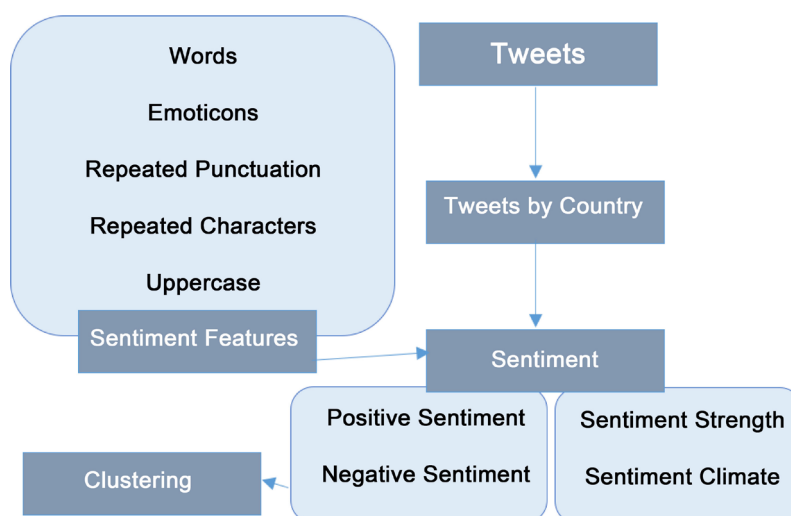 Words
Emoticons
Repeated Punctuation
Repeated Characters
Uppercase
Sentiment Features
Tweets
Tweets by Country
Sentiment
Positive Sentiment
Negative Sentiment
Sentiment Strength
Sentiment Climate
Clustering